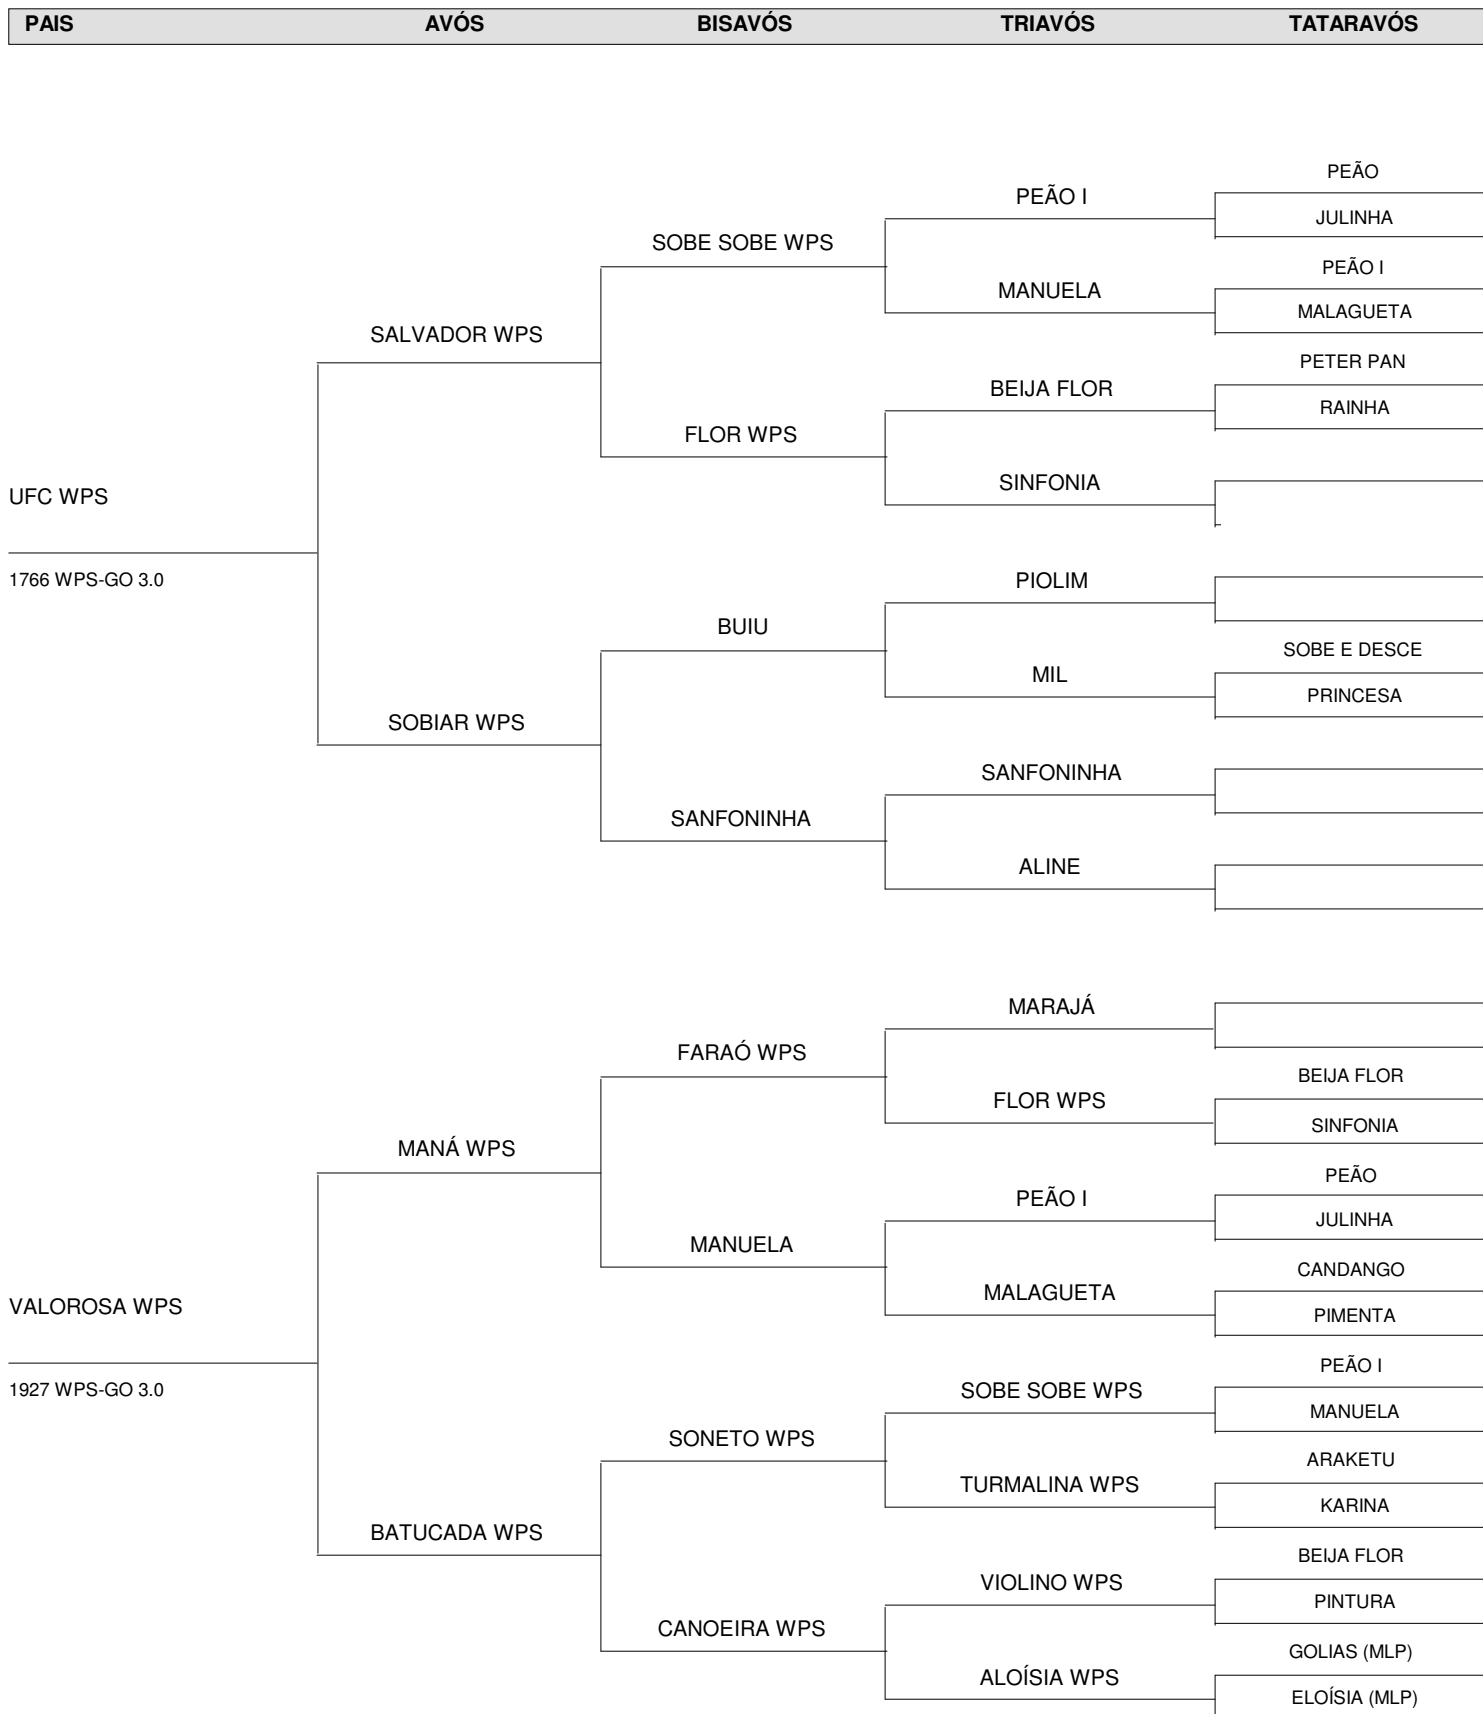 PAIS AVÓS BISAVÓS TRIAVÓS TATARAVÓS
PEÃO
PEÃO I
JULINHA
SOBE SOBE WPS
PEÃO I
MANUELA
MALAGUETA
SALVADOR WPS
PETER PAN
BEIJA FLOR
RAINHA
FLOR WPS
SINFONIA
UFC WPS
1766 WPS-GO 3.0
PIOLIM
BUIU
SOBE E DESCE
MIL
PRINCESA
SOBIAR WPS
SANFONINHA
SANFONINHA
ALINE
MARAJÁ
FARAÓ WPS
BEIJA FLOR
FLOR WPS
SINFONIA
MANÁ WPS
PEÃO
PEÃO I
JULINHA
MANUELA
CANDANGO
MALAGUETA
VALOROSA WPS
PIMENTA
PEÃO I
1927 WPS-GO 3.0
SOBE SOBE WPS
MANUELA
SONETO WPS
ARAKETU
TURMALINA WPS
KARINA
BATUCADA WPS
BEIJA FLOR
VIOLINO WPS
PINTURA
CANOEIRA WPS
GOLIAS (MLP)
ALOÍSIA WPS
ELOÍSIA (MLP)